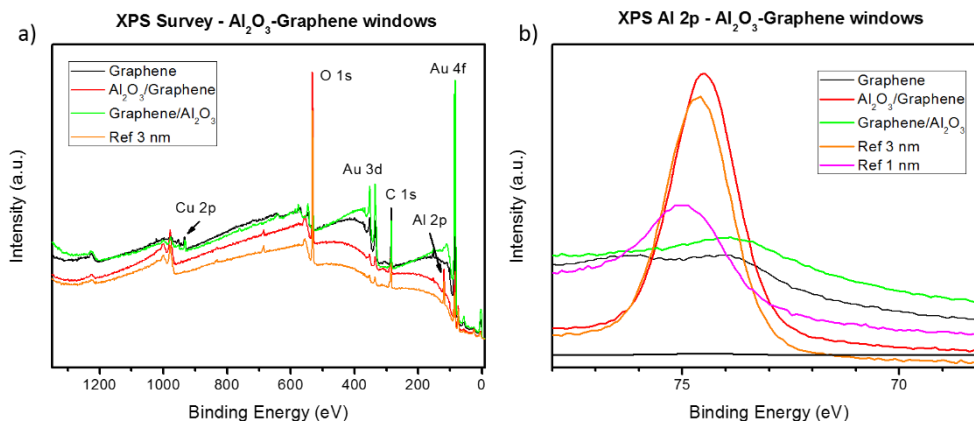 a)
XPS Survey - Al₂O₃-Graphene windows
Graphene
Al₂O₃/Graphene
Graphene/Al₂O₃
Ref 3 nm
O 1s
Au 4f
Au 3d
C 1s
Al 2p
Cu 2p
Intensity (a.u.)
1200 1000 800 600 400 200 0
Binding Energy (eV)
b)
XPS Al 2p - Al₂O₃-Graphene windows
Graphene
Al₂O₃/Graphene
Graphene/Al₂O₃
Ref 3 nm
Ref 1 nm
Intensity (a.u.)
75 70
Binding Energy (eV)